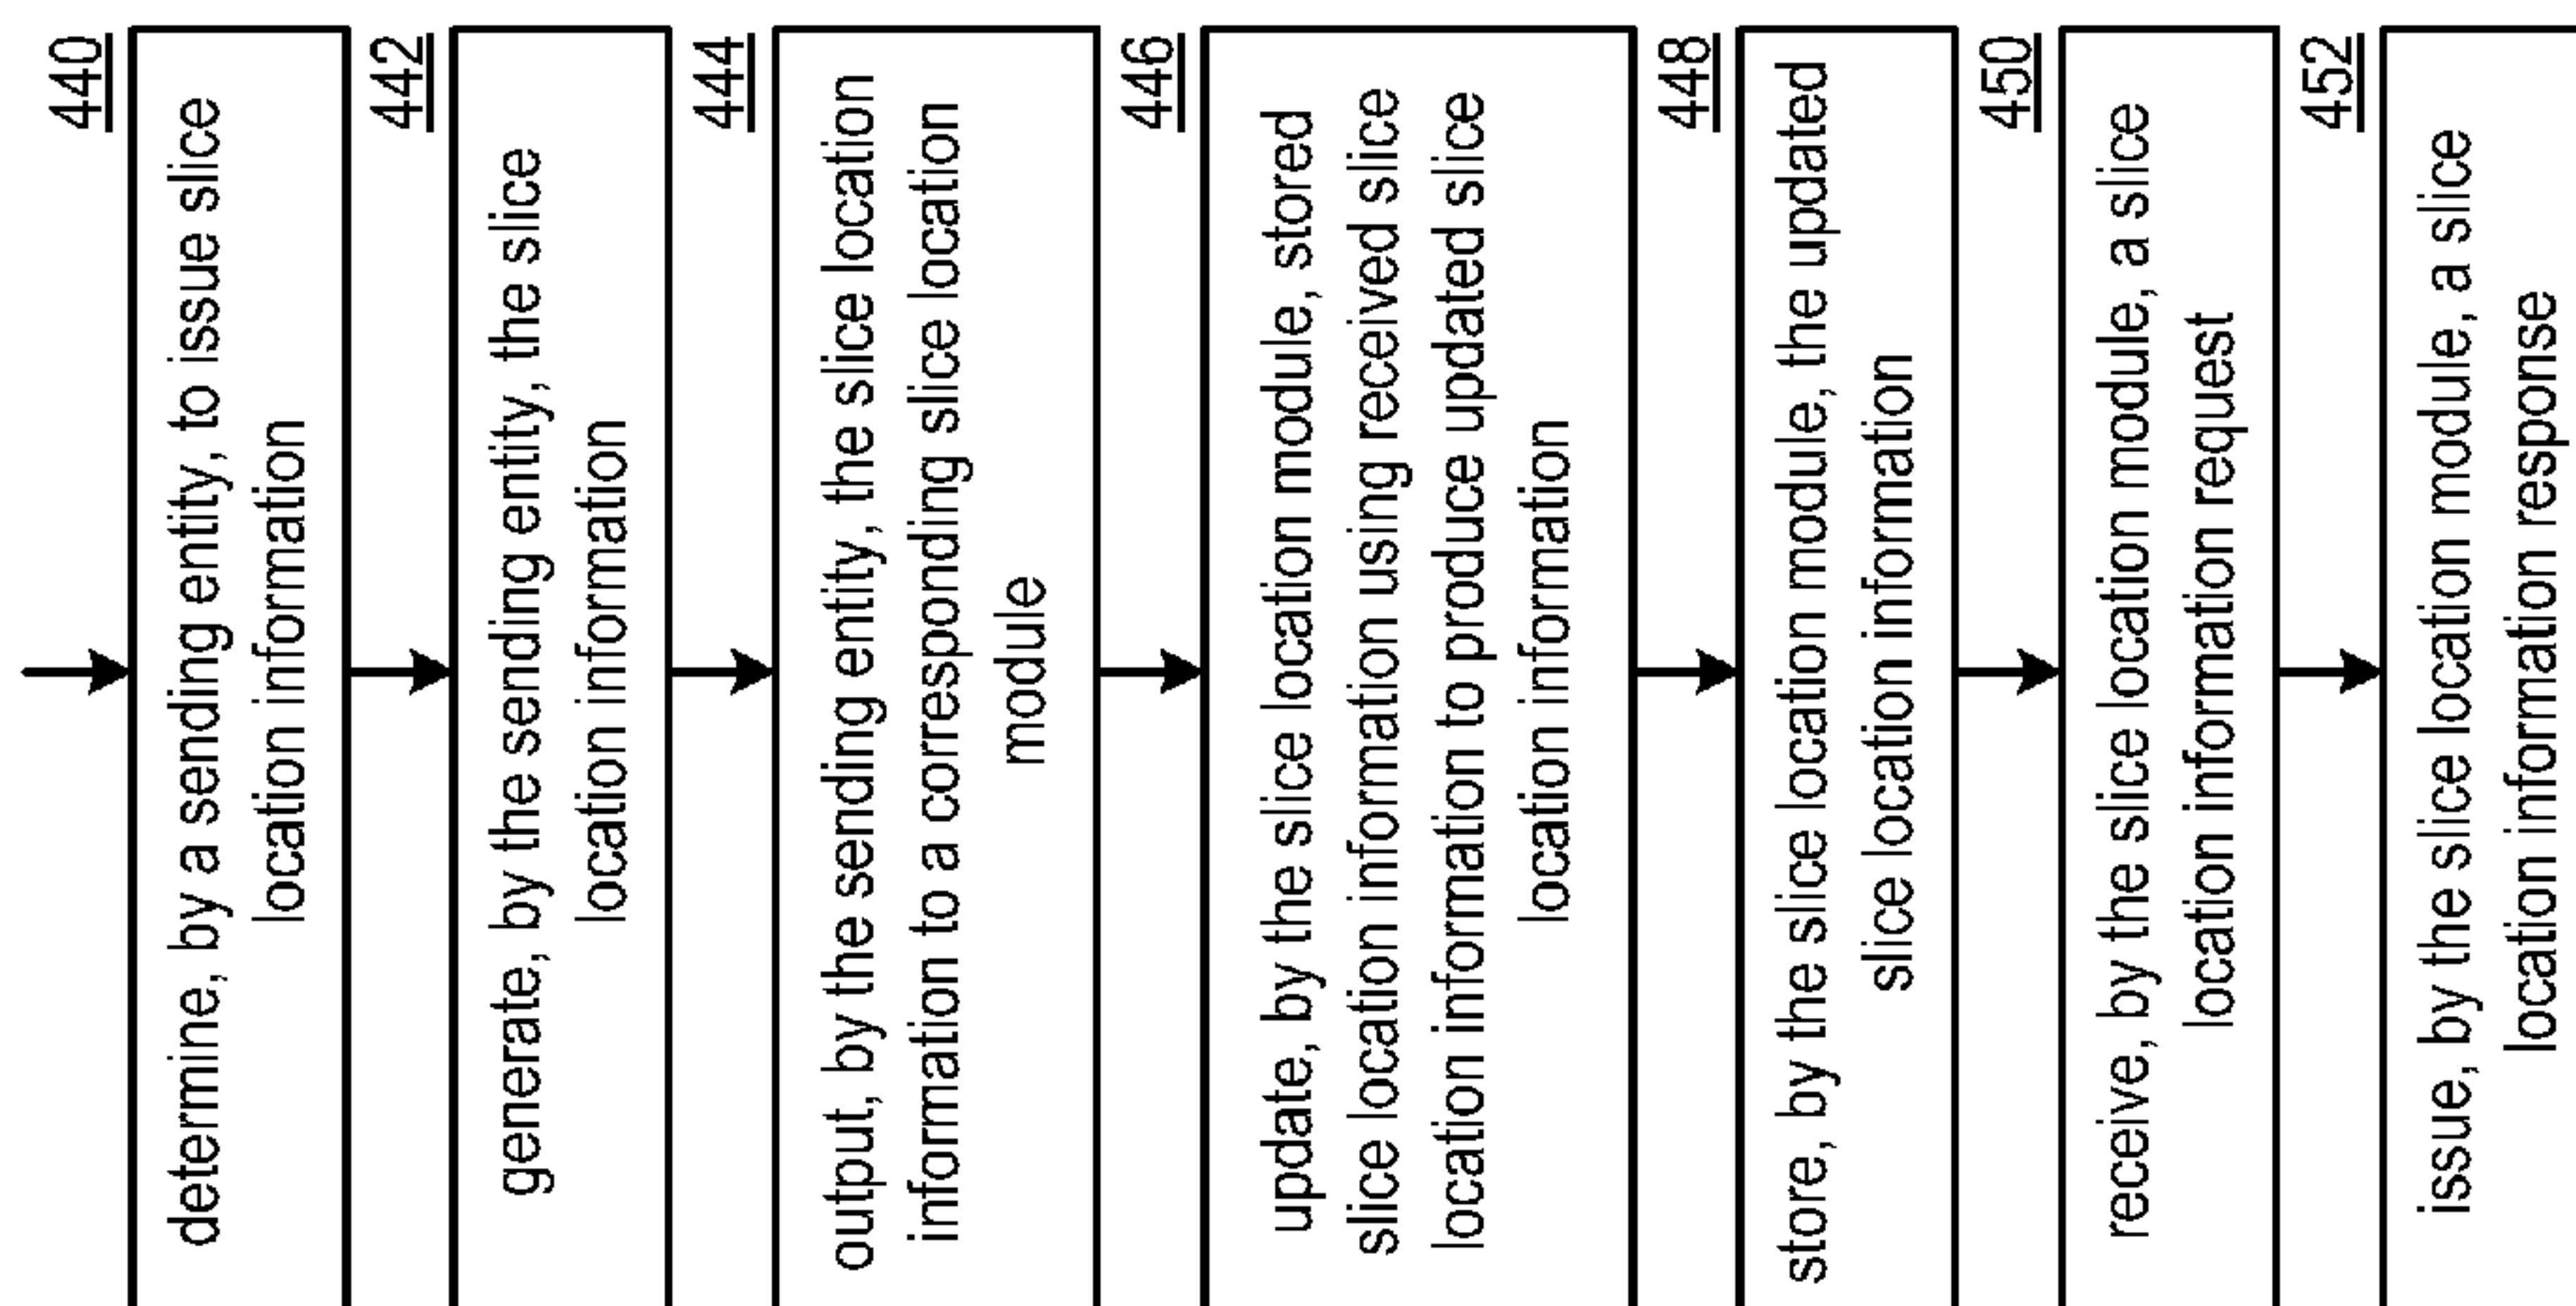 440
determine, by a sending entity, to issue slice
location information
442
generate, by the sending entity, the slice
location information
444
output, by the sending entity, the slice location
information to a corresponding slice location
module
446
update, by the slice location module, stored
slice location information using received slice
location information to produce updated slice
location information
448
store, by the slice location module, the updated
slice location information
450
receive, by the slice location module, a slice
location information request
452
issue, by the slice location module, a slice
location information response